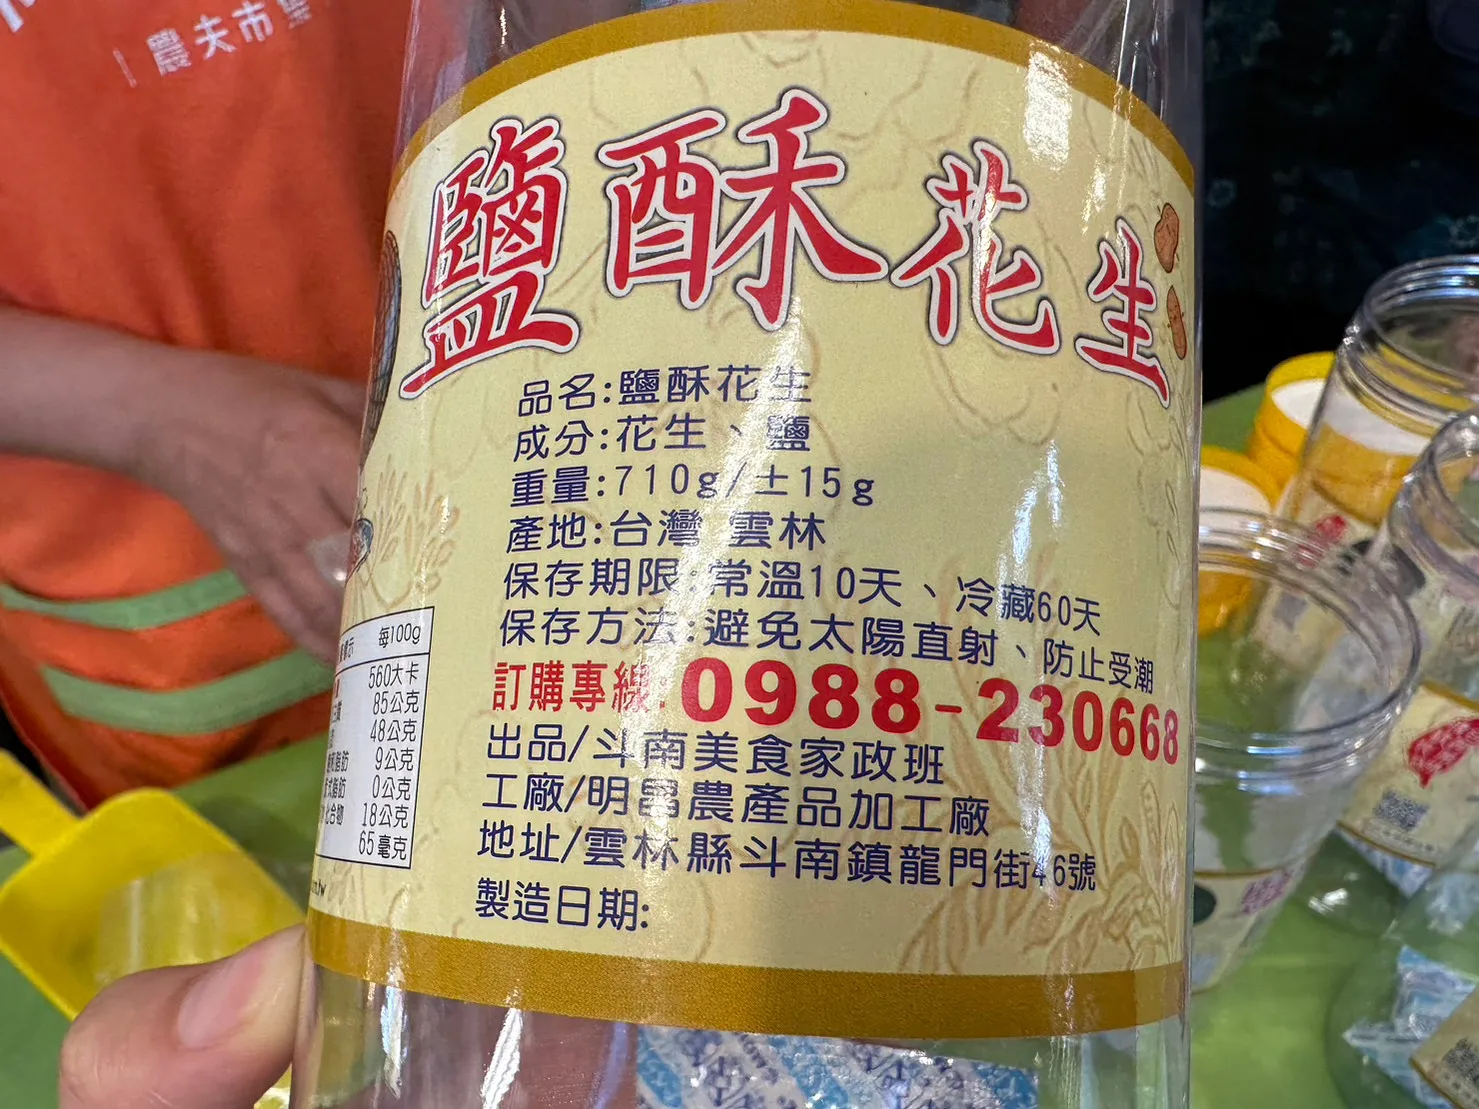 農夫市集
鹽酥花生
品名:鹽酥花生
成分:花生、鹽
重量:710g/±15g
產地:台灣 雲林
保存期限:常溫10天、冷藏60天
保存方法:避免太陽直射、防止受潮
訂購專線:0988-230668
出品/斗南美食家政班
工廠/明昌農產品加工廠
地址/雲林縣斗南鎮龍門街46號
製造日期:
每100g
560大卡
85公克
48公克
9公克
0公克
化合物 18公克
65毫克